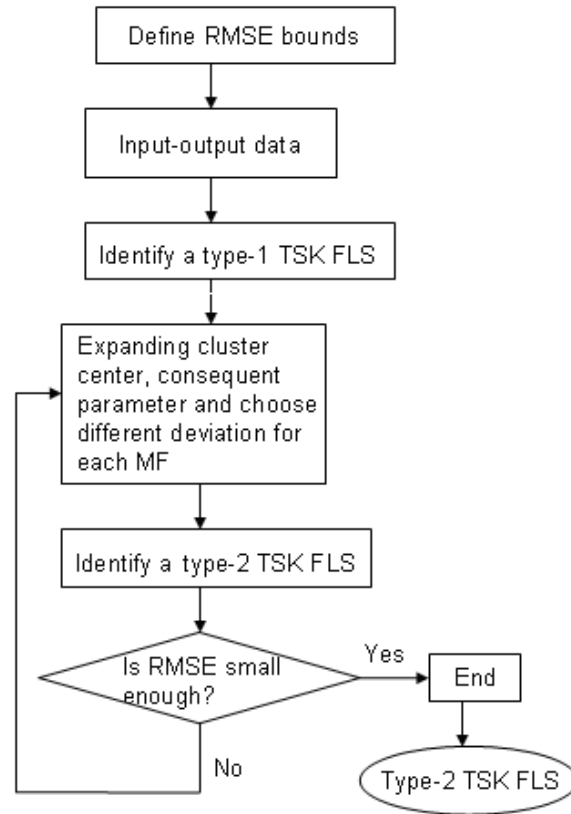 Define RMSE bounds
Input-output data
Identify a type-1 TSK FLS
Expanding cluster
center, consequent
parameter and choose
different deviation for
each MF
Identify a type-2 TSK FLS
Is RMSE small
enough?
Yes
End
No
Type-2 TSK FLS